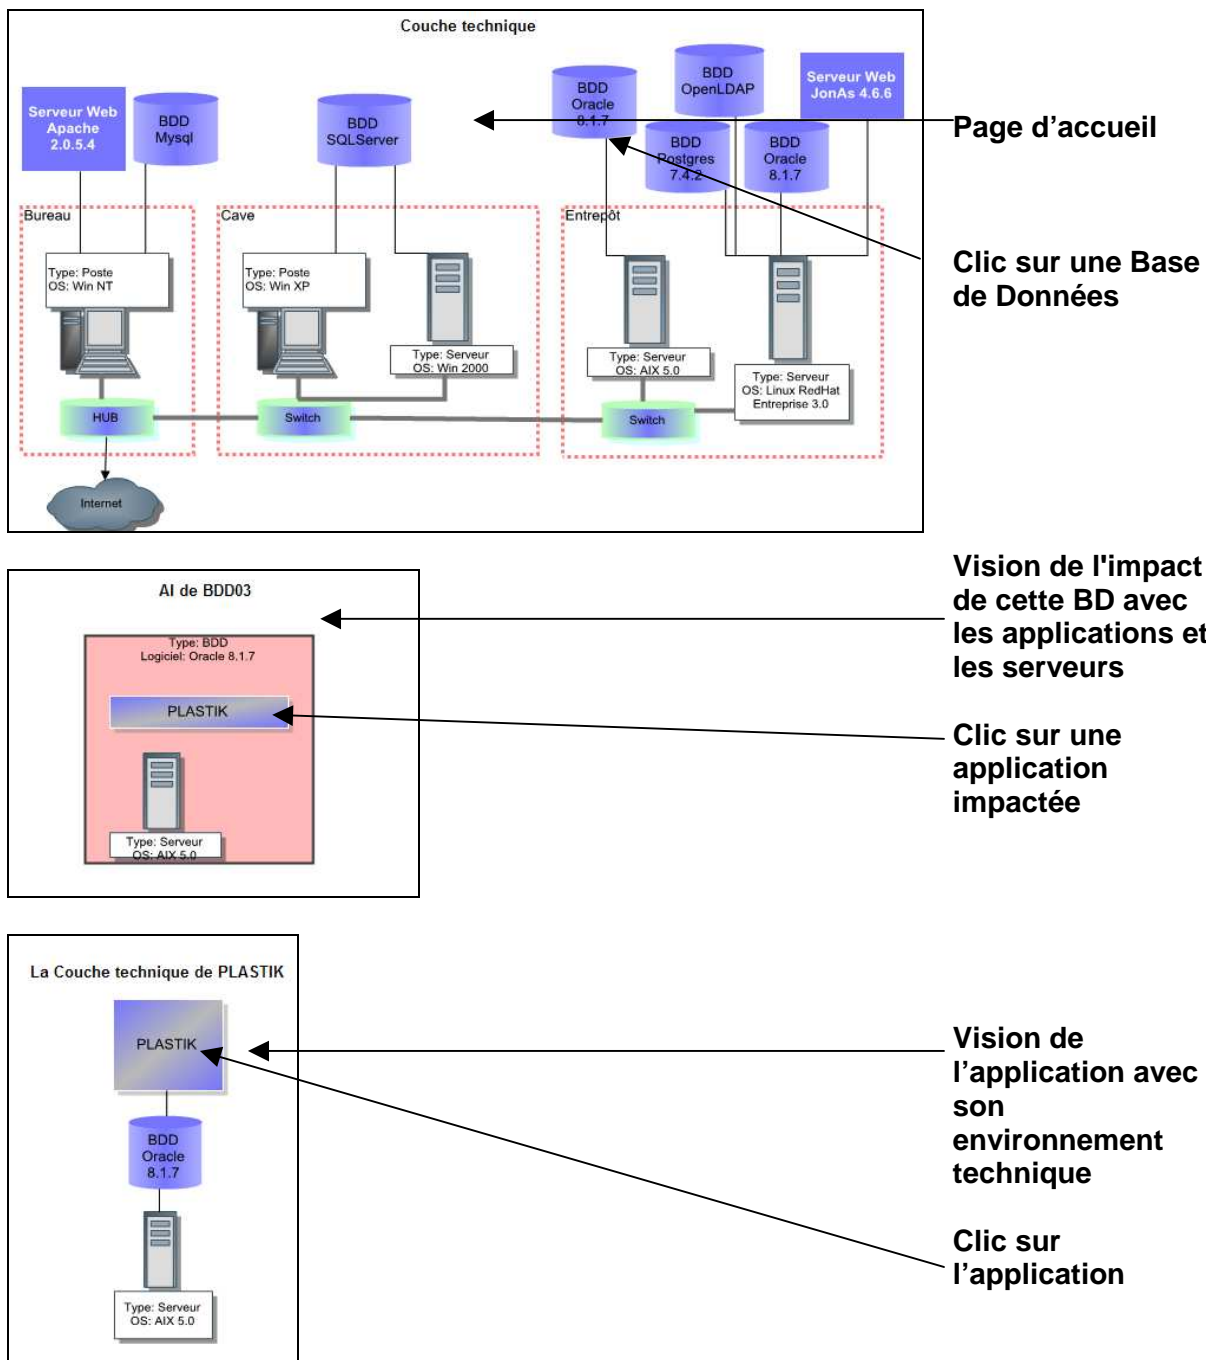 Couche technique
Serveur Web
Apache
2.0.5.4
BDD
Mysql
BDD
SQLServer
BDD
Oracle
8.1.7
BDD
OpenLDAP
Serveur Web
JonAs 4.6.6
BDD
Postgres
7.4.2
BDD
Oracle
8.1.7
Page d’accueil
Bureau
Cave
Entrepôt
Type: Poste
OS: Win NT
Type: Poste
OS: Win XP
Type: Serveur
OS: Win 2000
Type: Serveur
OS: AIX 5.0
Type: Serveur
OS: Linux RedHat
Entreprise 3.0
HUB
Switch
Switch
Internet
Clic sur une Base
de Données
AI de BDD03
Type: BDD
Logiciel: Oracle 8.1.7
PLASTIK
Type: Serveur
OS: AIX 5.0
Vision de l'impact
de cette BD avec
les applications et
les serveurs
Clic sur une
application
impactée
La Couche technique de PLASTIK
PLASTIK
BDD
Oracle
8.1.7
Type: Serveur
OS: AIX 5.0
Vision de
l’application avec
son
environnement
technique
Clic sur
l’application